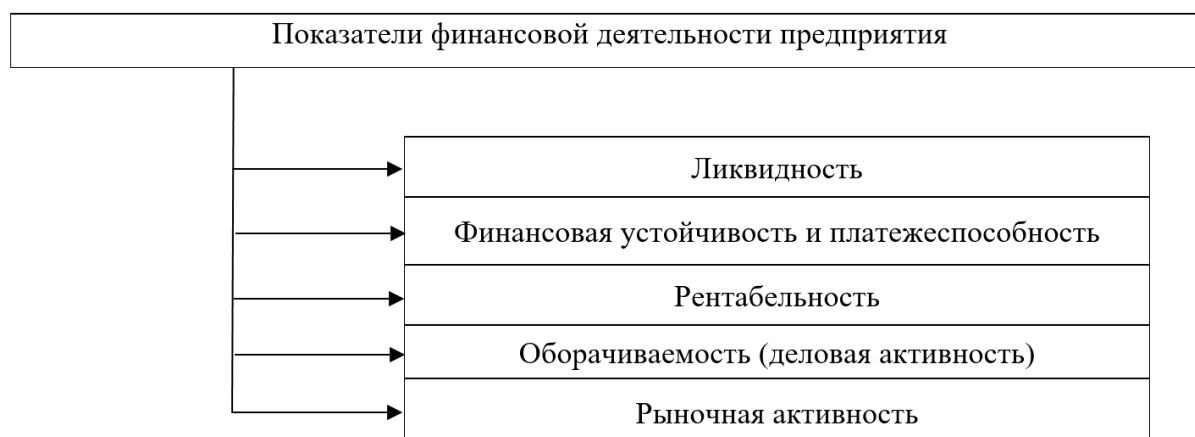 Показатели финансовой деятельности предприятия
Ликвидность
Финансовая устойчивость и платежеспособность
Рентабельность
Оборачиваемость (деловая активность)
Рыночная активность